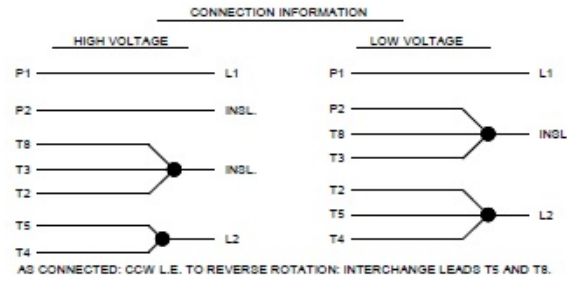 CONNECTION INFORMATION
HIGH VOLTAGE
P1 L1
P2 INSL.
T8
T3 INSL.
T2
T5
L2
T4
LOW VOLTAGE
P1 L1
P2
T8 INSL
T3
T2
T5 L2
T4
AS CONNECTED: CCW L.E. TO REVERSE ROTATION: INTERCHANGE LEADS T5 AND T8.